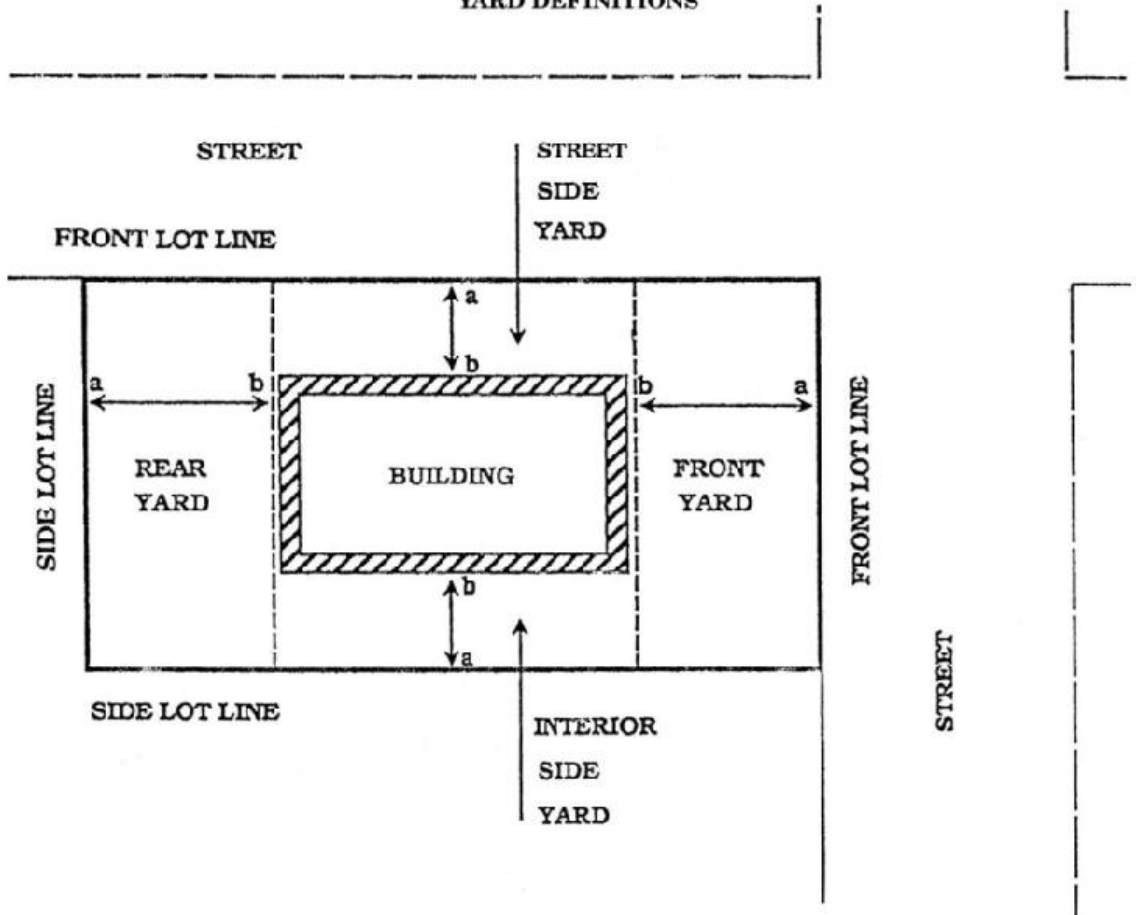 YARD DEFINITIONS
STREET
STREET
SIDE
YARD
FRONT LOT LINE
a
b
a
b
b
a
SIDE LOT LINE
REAR
YARD
BUILDING
FRONT
YARD
FRONT LOT LINE
b
a
SIDE LOT LINE
INTERIOR
SIDE
YARD
STREET